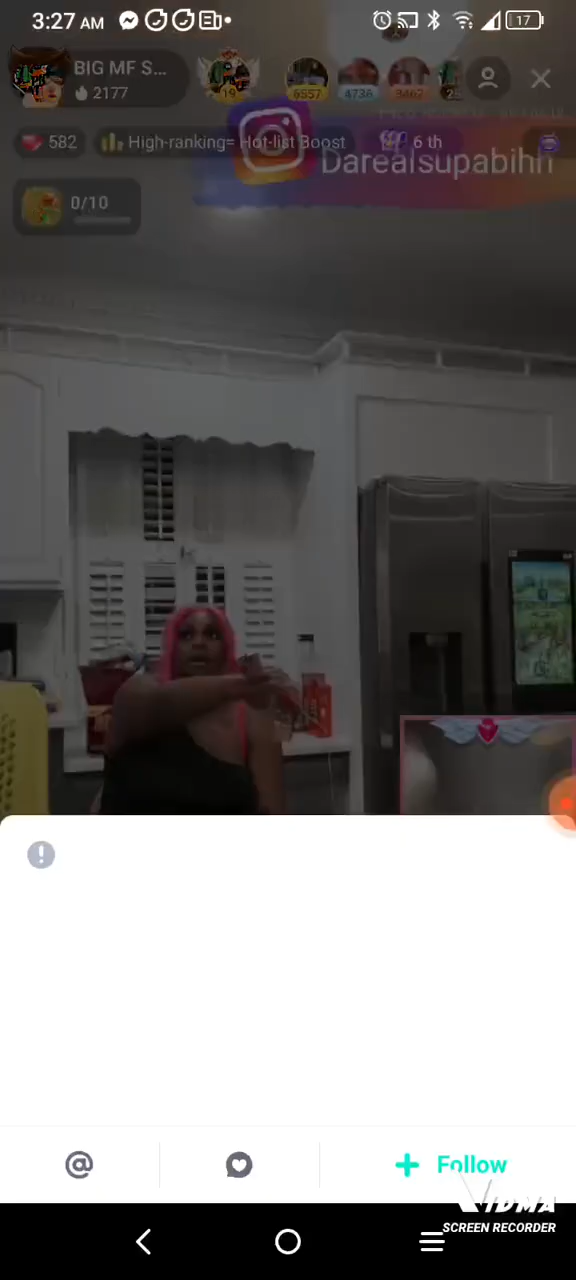 3:27 AM
17
BIG MF S...
2177
19
6557
4736
3462
582
High-ranking= Hot-list Boost
6 th
Darealsupabihh
0/10
@
+ Follow
VIDMA
SCREEN RECORDER